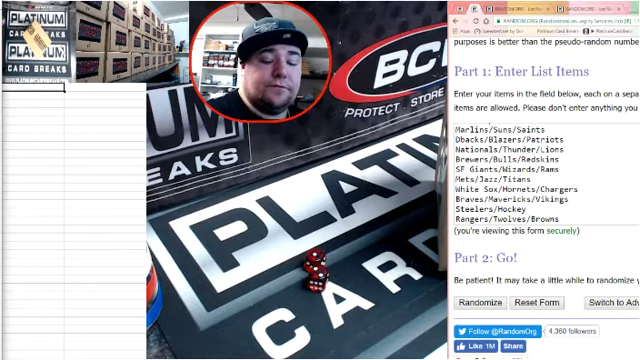 PLATINUM
CARD BREAKS
PLATINUM
CARD BREAKS
UM
EAKS
BCW
PROTECT · STORE
PLATIN
CARD
purposes is better than the pseudo-random numbe
Part 1: Enter List Items
Enter your items in the field below, each on a sepa
items are allowed. Please don't enter anything you
Marlins/Suns/Saints
Dbacks/Blazers/Patriots
Nationals/Thunder/Lions
Brewers/Bulls/Redskins
SF Giants/Wizards/Rams
Mets/Jazz/Titans
White Sox/Hornets/Chargers
Braves/Mavericks/Vikings
Steelers/Hockey
Rangers/Twolves/Browns
(you're viewing this form securely)
Part 2: Go!
Be patient! It may take a little while to randomize y
Randomize
Reset Form
Switch to Adv
Follow @RandomOrg
4,360 followers
Like 1M
Share